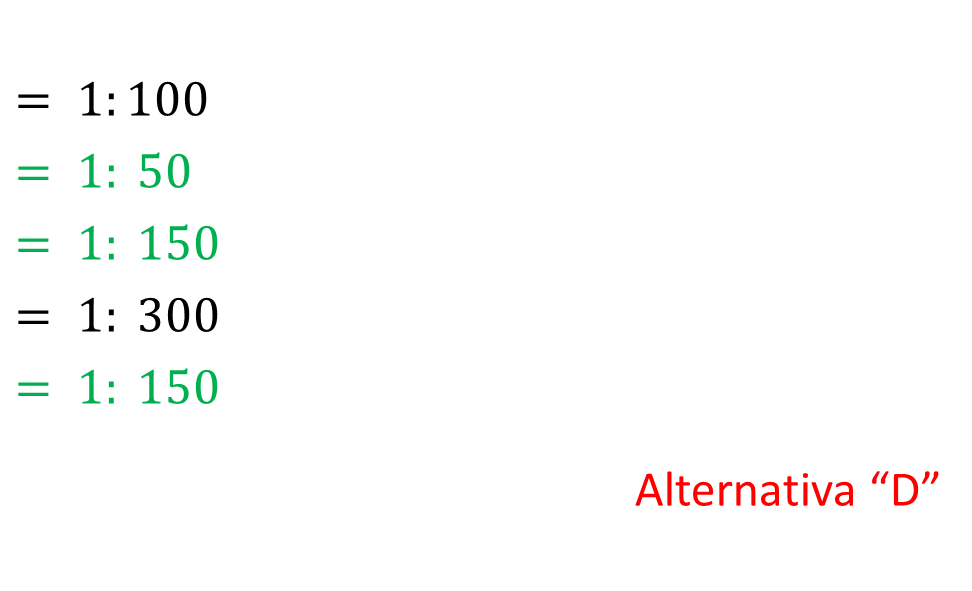 = 1: 100
= 1: 50
= 1: 150
= 1: 300
= 1: 150
Alternativa “D”